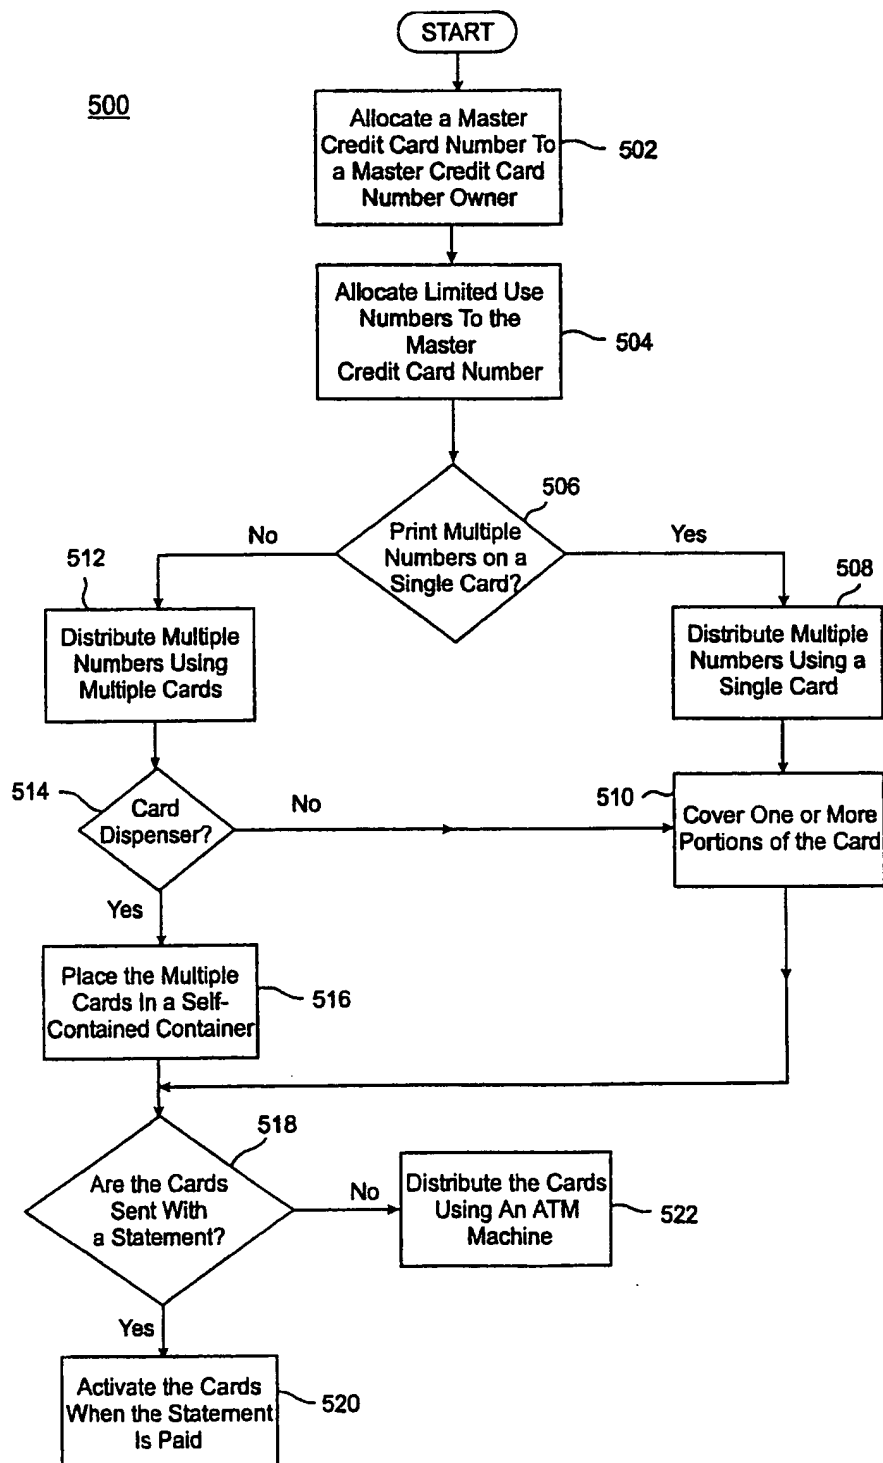 START
500
Allocate a Master
Credit Card Number To
a Master Credit Card
Number Owner
502
Allocate Limited Use
Numbers To the
Master
Credit Card Number
504
506
Print Multiple
Numbers on a
Single Card?
No
Yes
512
508
Distribute Multiple
Numbers Using
Multiple Cards
Distribute Multiple
Numbers Using a
Single Card
514
Card
Dispenser?
No
510
Cover One or More
Portions of the Card
Yes
Place the Multiple
Cards In a Self-
Contained Container
516
518
Are the Cards
Sent With
a Statement?
No
Distribute the Cards
Using An ATM
Machine
522
Yes
Activate the Cards
When the Statement
Is Paid
520